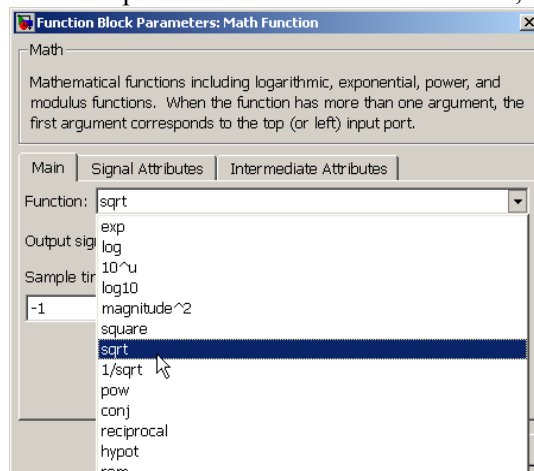 Function Block Parameters: Math Function
Math
Mathematical functions including logarithmic, exponential, power, and
modulus functions. When the function has more than one argument, the
first argument corresponds to the top (or left) input port.
Main Signal Attributes Intermediate Attributes
Function: sqrt
exp
Output sig
log
10^u
Sample tim
log10
-1
magnitude^2
square
sqrt
1/sqrt
pow
conj
reciprocal
hypot